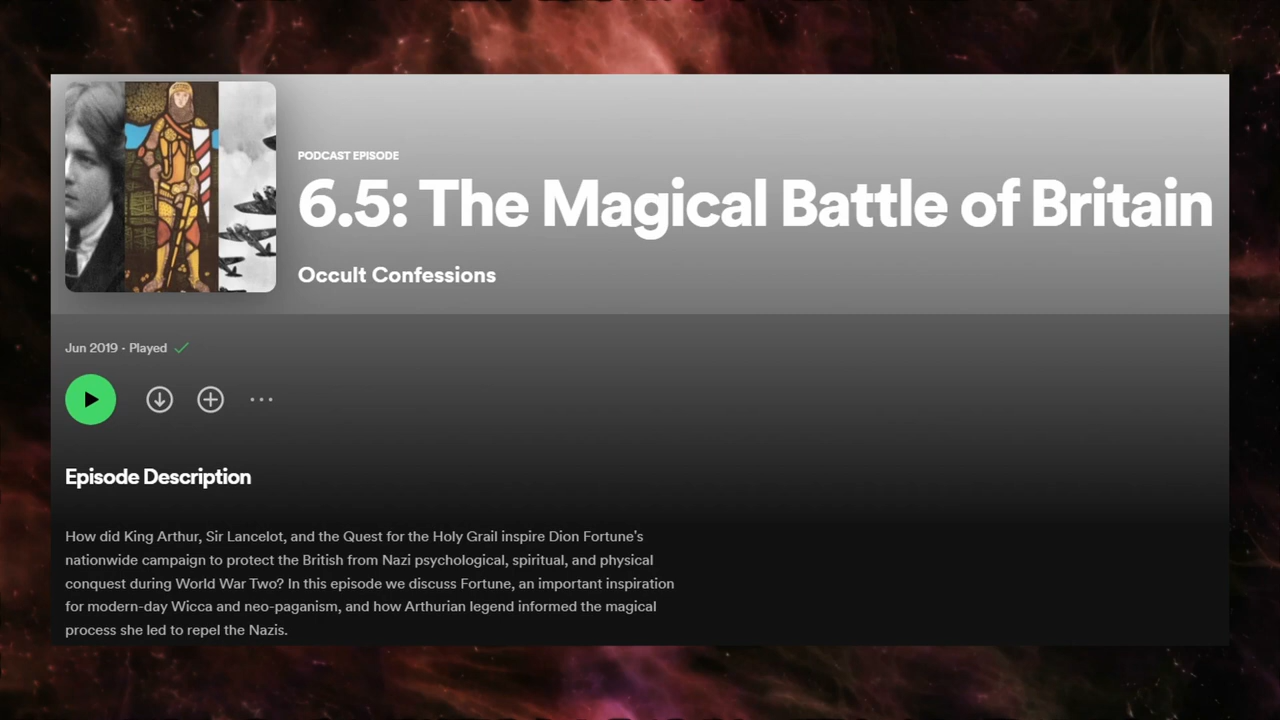 PODCAST EPISODE
6.5: The Magical Battle of Britain
Occult Confessions
Jun 2019 · Played
Episode Description
How did King Arthur, Sir Lancelot, and the Quest for the Holy Grail inspire Dion Fortune's
nationwide campaign to protect the British from Nazi psychological, spiritual, and physical
conquest during World War Two? In this episode we discuss Fortune, an important inspiration
for modern-day Wicca and neo-paganism, and how Arthurian legend informed the magical
process she led to repel the Nazis.